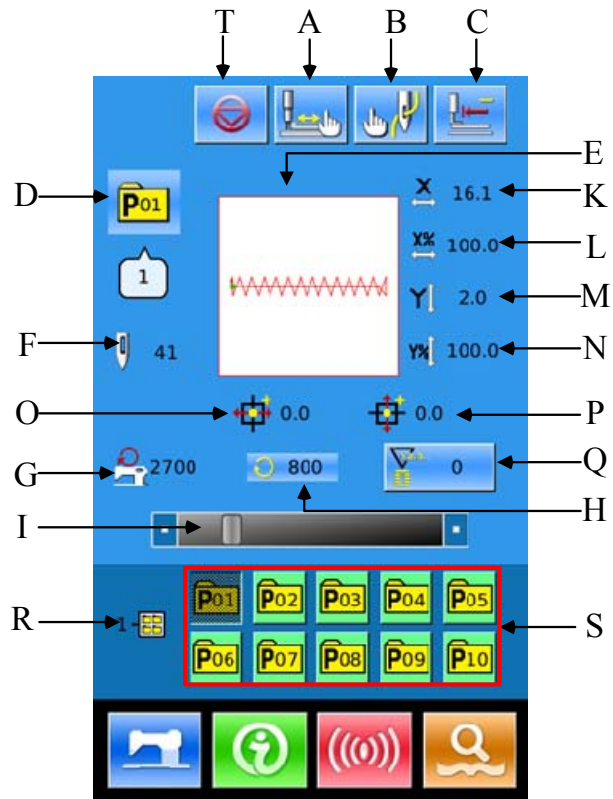 T A B C
E
D P01 X 16.1 K
X% 100.0 L
1
Y 2.0 M
F 41 Y% 100.0 N
O 0.0 0.0 P
G 2700 800 0 Q
I H
P01 P02 P03 P04 P05
R 1- S
P06 P07 P08 P09 P10